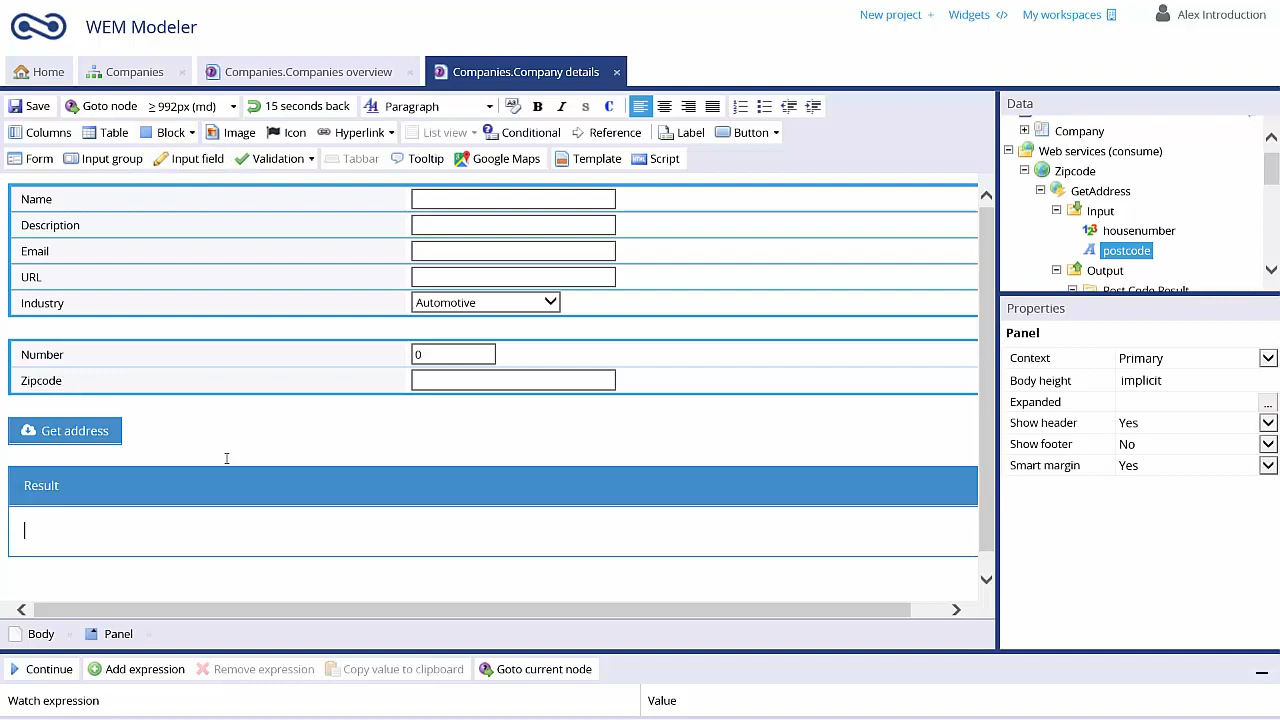 WEM Modeler
New project +
Widgets </>
My workspaces
Alex Introduction
Home
Companies ×
Companies.Companies overview ×
Companies.Company details ×
Save
Goto node
≥ 992px (md)
15 seconds back
Paragraph
B I S C
Columns
Table
Block
Image
Icon
Hyperlink
List view
Conditional
Reference
Label
Button
Form
Input group
Input field
Validation
Tabber
Tooltip
Google Maps
Template
Script
Name
Description
Email
URL
Industry Automotive
Number 0
Zipcode
Get address
Result
Body
Panel
Data
Company
Web services (consume)
Zipcode
GetAddress
Input
housenumber
postcode
Output
Post Code Result
Properties
Panel
Context Primary
Body height implicit
Expanded ...
Show header Yes
Show footer No
Smart margin Yes
Continue
Add expression
Remove expression
Copy value to clipboard
Goto current node
Watch expression
Value